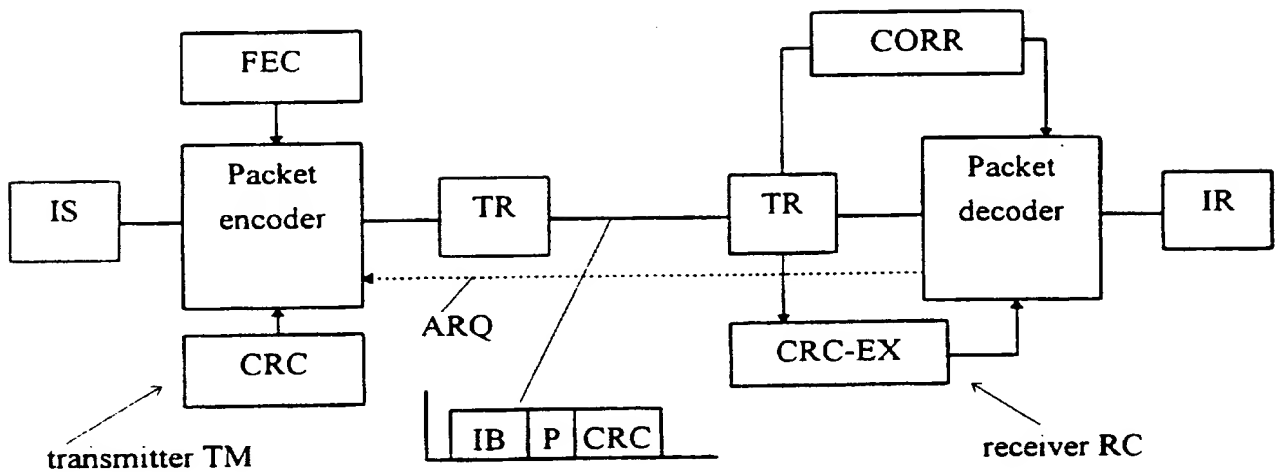 FEC
CORR
IS
Packet
encoder
TR
TR
Packet
decoder
IR
ARQ
CRC
CRC-EX
IB P CRC
transmitter TM
receiver RC